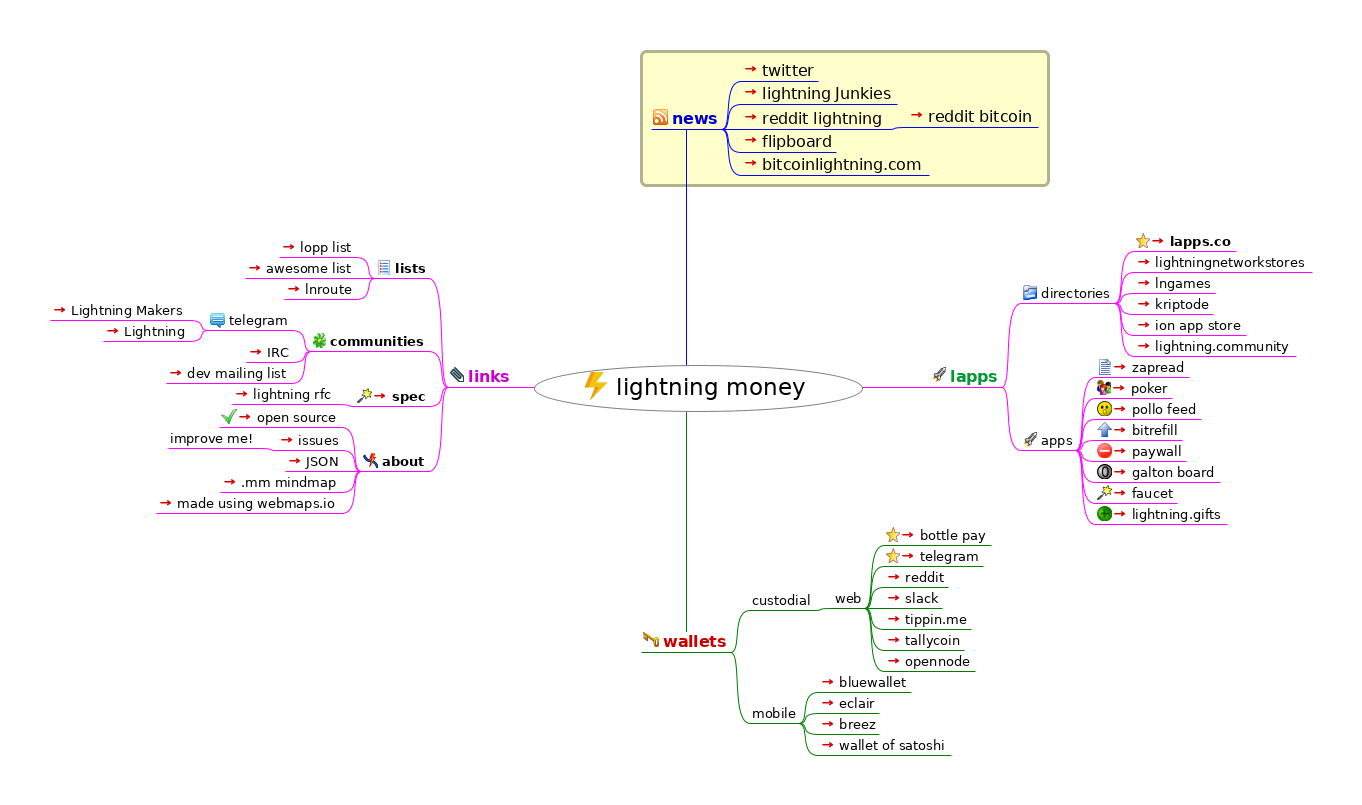 twitter
lightning Junkies
news
reddit lightning
reddit bitcoin
flipboard
bitcoinlightning.com
lopp list
awesome list
lists
lnroute
Lightning Makers
telegram
Lightning
communities
IRC
dev mailing list
links
lightning rfc
spec
open source
improve me!
issues
about
JSON
.mm mindmap
made using webmaps.io
lightning money
lapps
directories
lapps.co
lightningnetworkstores
lngames
kriptode
ion app store
lightning.community
apps
zapread
poker
pollo feed
bitrefill
paywall
galton board
faucet
lightning.gifts
wallets
custodial
web
bottle pay
telegram
reddit
slack
tippin.me
tallycoin
opennode
mobile
bluewallet
eclair
breez
wallet of satoshi